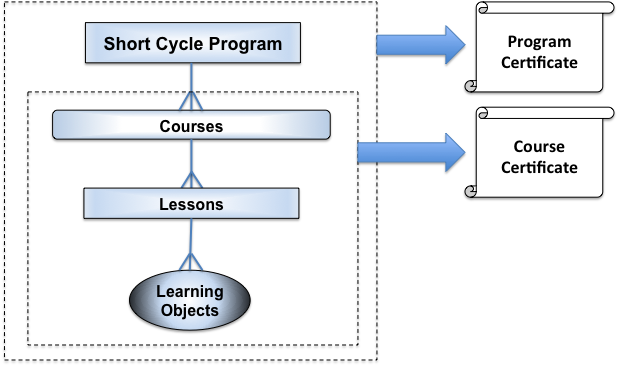 Short Cycle Program
Program
Certificate
Courses
Course
Certificate
Lessons
Learning
Objects